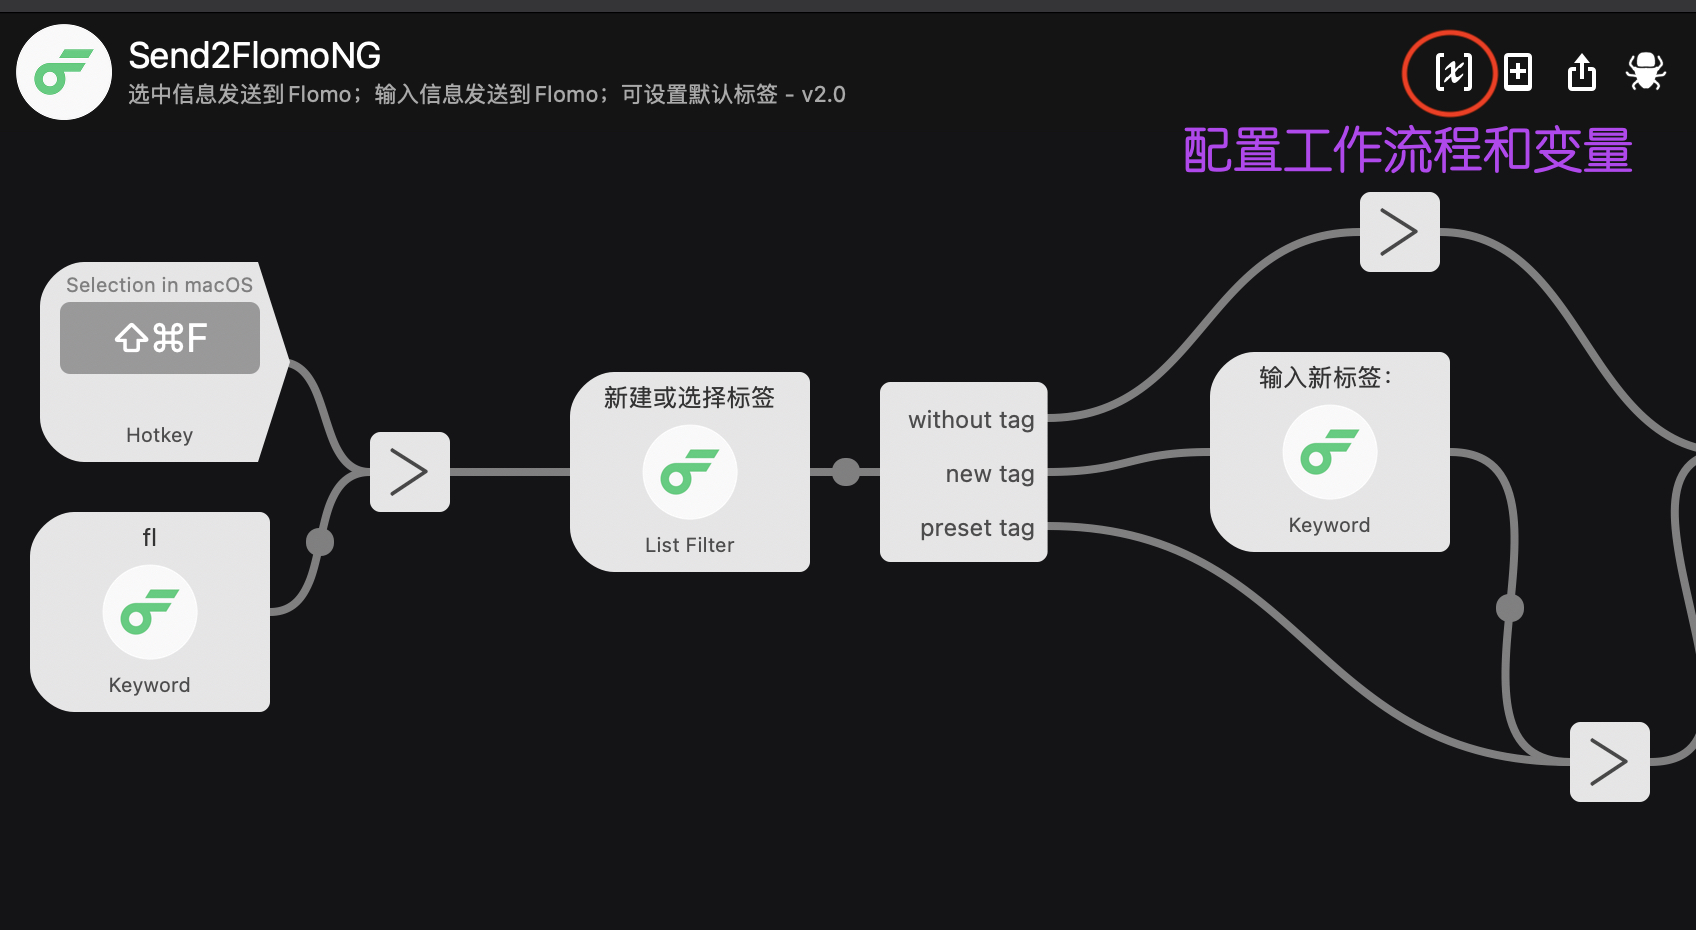 Send2FlomoNG
选中信息发送到Flomo；输入信息发送到Flomo；可设置默认标签 - v2.0
[x]
配置工作流程和变量
Selection in macOS
⇧⌘F
Hotkey
fl
Keyword
新建或选择标签
List Filter
without tag
new tag
preset tag
输入新标签：
Keyword